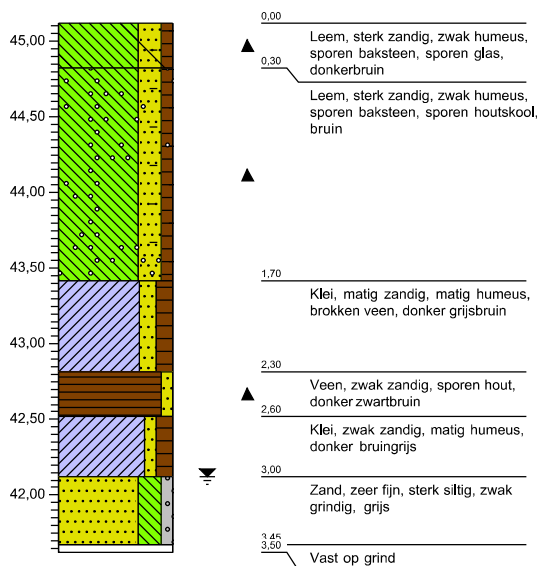 0,00
45,00
Leem, sterk zandig, zwak humeus,
sporen baksteen, sporen glas,
donkerbruin
0,30
Leem, sterk zandig, zwak humeus,
sporen baksteen, sporen houtskool,
bruin
44,50
44,00
43,50
1,70
Klei, matig zandig, matig humeus,
brokken veen, donker grijsbruin
43,00
2,30
Veen, zwak zandig, sporen hout,
donker zwartbruin
42,50
2,60
Klei, zwak zandig, matig humeus,
donker bruingrijs
3,00
42,00
Zand, zeer fijn, sterk siltig, zwak
grindig, grijs
3,45
3,50
Vast op grind